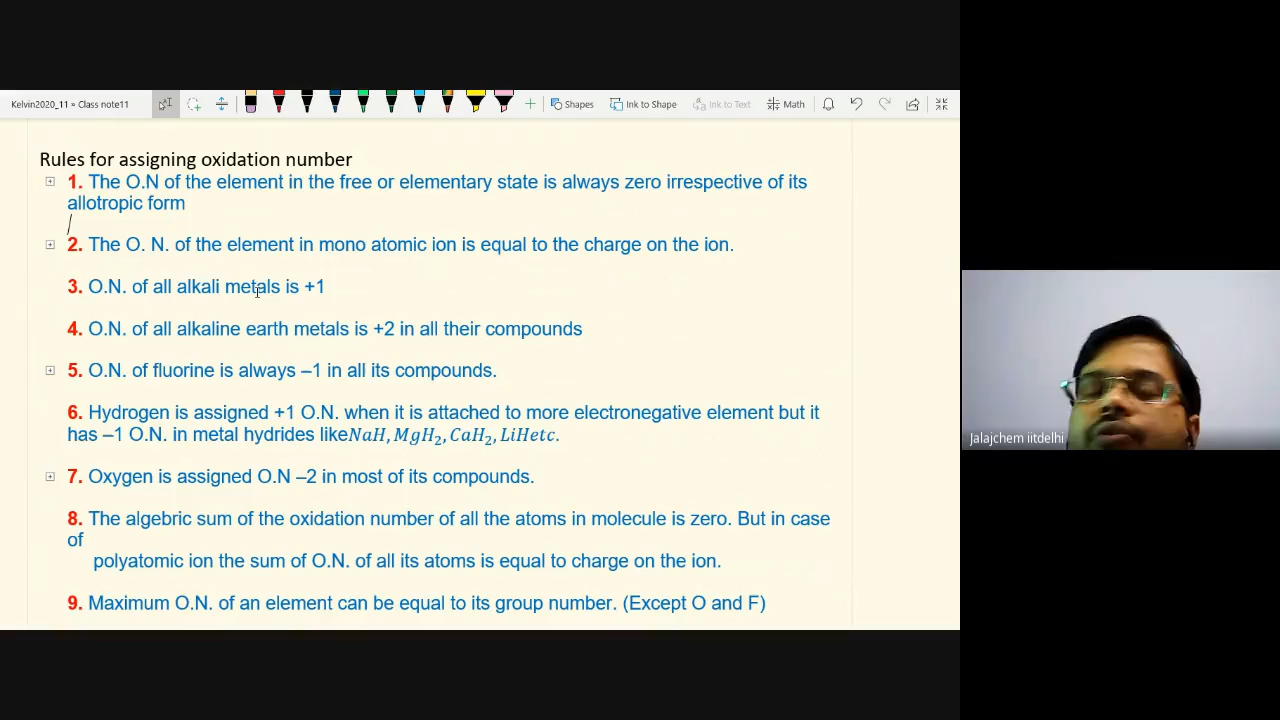 Kelvin2020_11 » Class note11
Shapes
Ink to Shape
Ink to Text
Math
Rules for assigning oxidation number
1. The O.N of the element in the free or elementary state is always zero irrespective of its
allotropic form
2. The O. N. of the element in mono atomic ion is equal to the charge on the ion.
3. O.N. of all alkali metals is +1
4. O.N. of all alkaline earth metals is +2 in all their compounds
5. O.N. of fluorine is always –1 in all its compounds.
6. Hydrogen is assigned +1 O.N. when it is attached to more electronegative element but it
has –1 O.N. in metal hydrides likeNaH, MgH₂, CaH₂, LiHetc.
7. Oxygen is assigned O.N –2 in most of its compounds.
8. The algebric sum of the oxidation number of all the atoms in molecule is zero. But in case
of
polyatomic ion the sum of O.N. of all its atoms is equal to charge on the ion.
9. Maximum O.N. of an element can be equal to its group number. (Except O and F)
Jalajchem iitdelhi